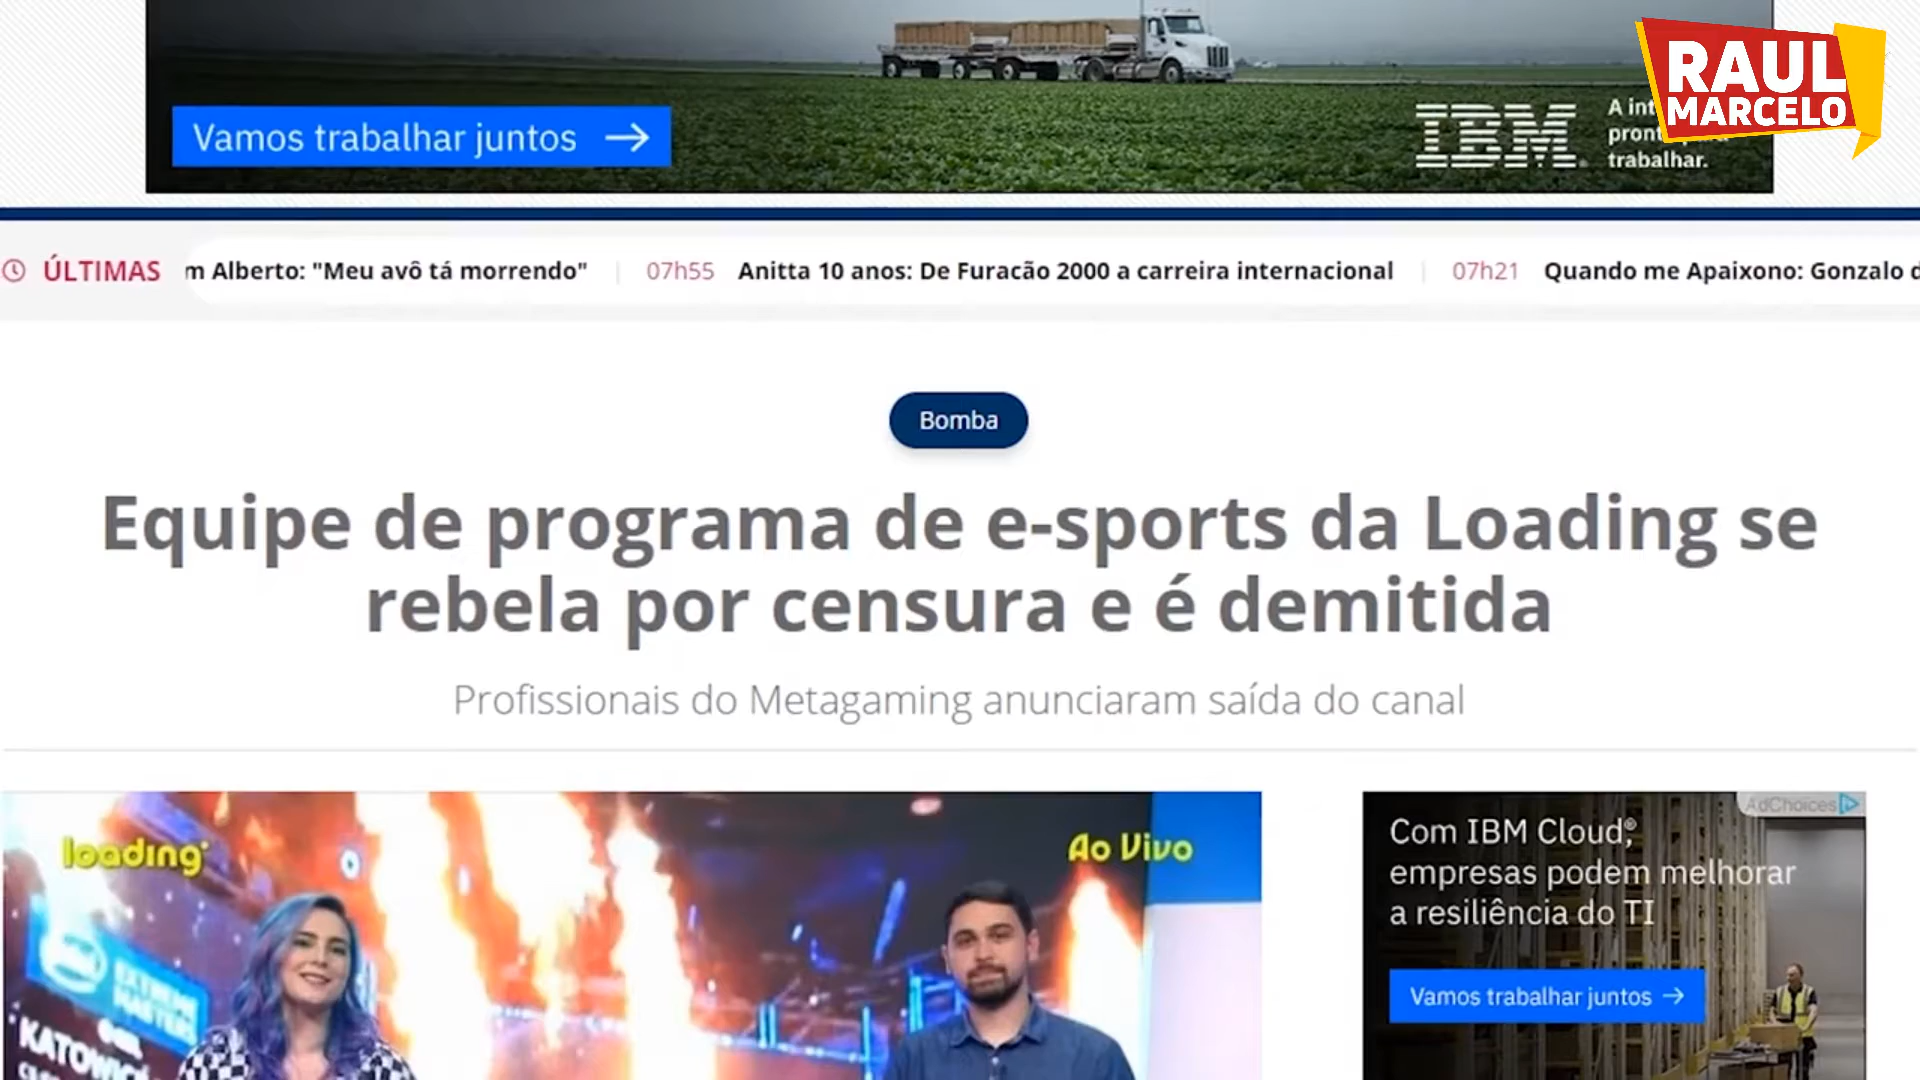 Vamos trabalhar juntos →
IBM
A int
pront
trabalhar.
RAUL
MARCELO
ÚLTIMAS m Alberto: "Meu avô tá morrendo" 07h55 Anitta 10 anos: De Furacão 2000 a carreira internacional 07h21 Quando me Apaixono: Gonzalo d
Bomba
Equipe de programa de e-sports da Loading se
rebela por censura e é demitida
Profissionais do Metagaming anunciaram saída do canal
loading
Ao Vivo
EXTREME
MASTERS
KATOWICE
AdChoices
Com IBM Cloud®,
empresas podem melhorar
a resiliência do TI
Vamos trabalhar juntos →